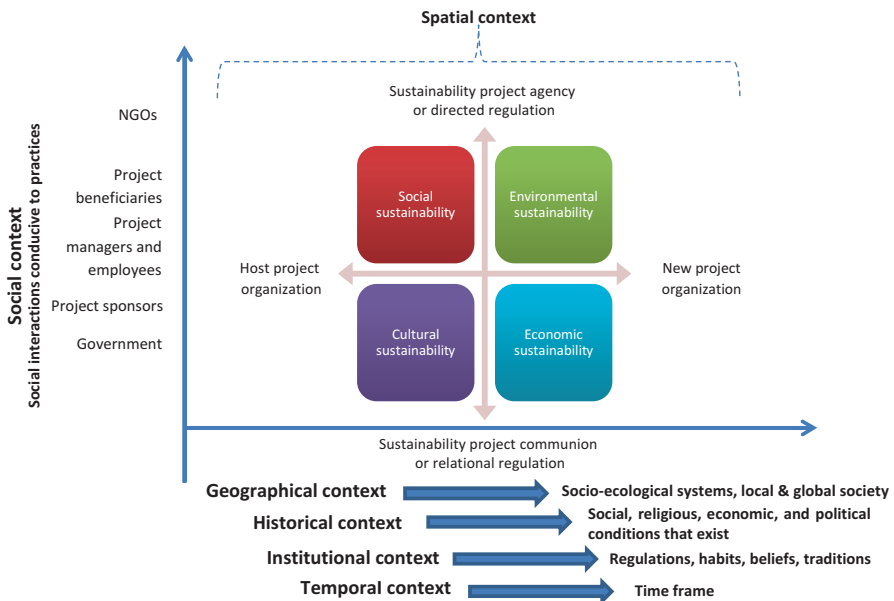 Spatial context
Sustainability project agency
or directed regulation
Social context
Social interactions conducive to practices
NGOs
Project
beneficiaries
Project
managers and
employees
Project sponsors
Government
Social
sustainability
Environmental
sustainability
Host project
organization
New project
organization
Cultural
sustainability
Economic
sustainability
Sustainability project communion
or relational regulation
Geographical context
Socio-ecological systems, local & global society
Historical context
Social, religious, economic, and political
conditions that exist
Institutional context
Regulations, habits, beliefs, traditions
Temporal context
Time frame